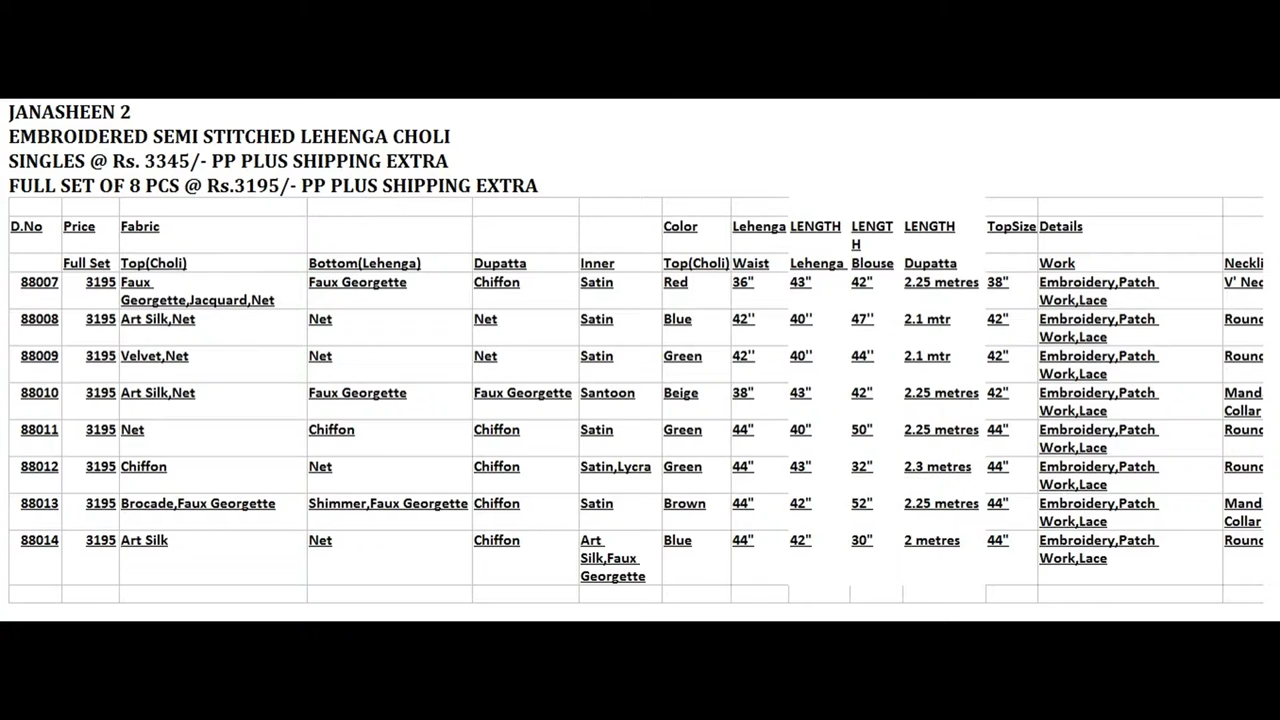 JANASHEEN 2
EMBROIDERED SEMI STITCHED LEHENGA CHOLI
SINGLES @ Rs. 3345/- PP PLUS SHIPPING EXTRA
FULL SET OF 8 PCS @ Rs.3195/- PP PLUS SHIPPING EXTRA
D.No Price Fabric Color Lehenga LENGTH LENGT LENGTH TopSize Details
H
Full Set Top(Choli) Bottom(Lehenga) Dupatta Inner Top(Choli) Waist Lehenga Blouse Dupatta Work Neckli
88007 3195 Faux Faux Georgette Chiffon Satin Red 36" 43" 42" 2.25 metres 38" Embroidery,Patch V' Nec
Georgette,Jacquard,Net Work,Lace
88008 3195 Art Silk,Net Net Net Satin Blue 42'' 40'' 47'' 2.1 mtr 42" Embroidery,Patch Round
Work,Lace
88009 3195 Velvet,Net Net Net Satin Green 42'' 40'' 44'' 2.1 mtr 42" Embroidery,Patch Round
Work,Lace
88010 3195 Art Silk,Net Faux Georgette Faux Georgette Santoon Beige 38" 43" 42" 2.25 metres 42" Embroidery,Patch Mand
Work,Lace Collar
88011 3195 Net Chiffon Chiffon Satin Green 44" 40" 50" 2.25 metres 44" Embroidery,Patch Round
Work,Lace
88012 3195 Chiffon Net Chiffon Satin,Lycra Green 44" 43" 32" 2.3 metres 44" Embroidery,Patch Round
Work,Lace
88013 3195 Brocade,Faux Georgette Shimmer,Faux Georgette Chiffon Satin Brown 44" 42" 52" 2.25 metres 44" Embroidery,Patch Mand
Work,Lace Collar
88014 3195 Art Silk Net Chiffon Art Blue 44" 42" 30" 2 metres 44" Embroidery,Patch Round
Silk,Faux Work,Lace
Georgette